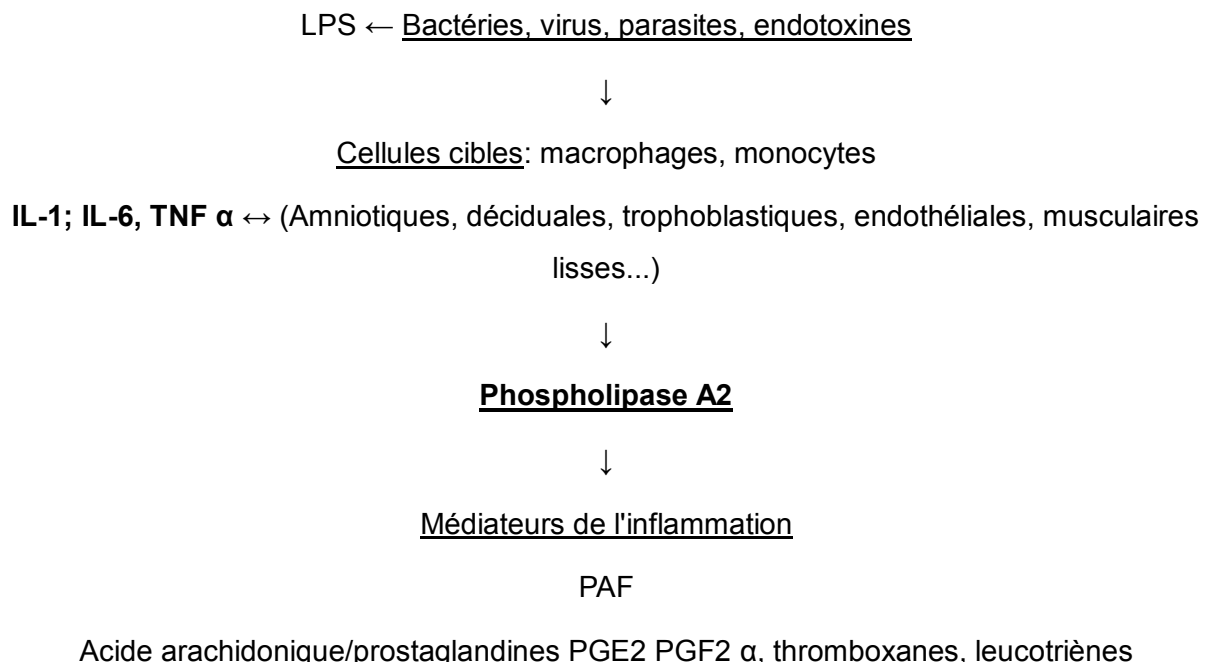 LPS ← Bactéries, virus, parasites, endotoxines
↓
Cellules cibles: macrophages, monocytes
IL-1; IL-6, TNF α ↔ (Amniotiques, déciduales, trophoblastiques, endothéliales, musculaires
lisses...)
↓
Phospholipase A2
↓
Médiateurs de l'inflammation
PAF
Acide arachidonique/prostaglandines PGE2 PGF2 α, thromboxanes, leucotriènes